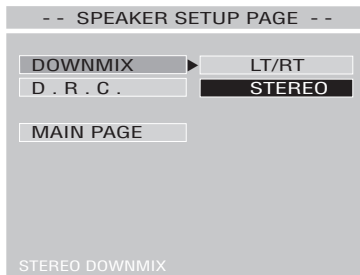 - - SPEAKER SETUP PAGE - -
DOWNMIX LT/RT
D . R . C . STEREO
MAIN PAGE
STEREO DOWNMIX